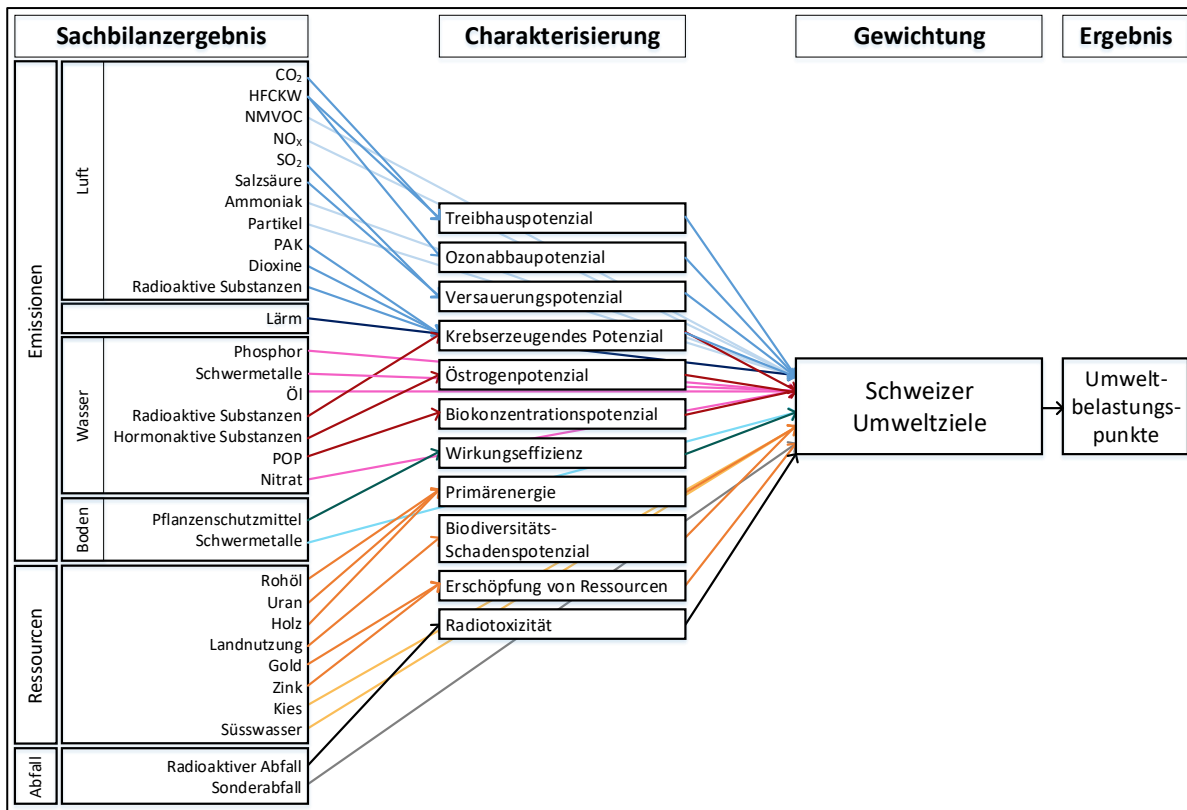 Sachbilanzergebnis
Charakterisierung
Gewichtung
Ergebnis
Emissionen
Luft
CO₂
HFCKW
NMVOC
NOₓ
SO₂
Salzsäure
Ammoniak
Partikel
PAK
Dioxine
Radioaktive Substanzen
Lärm
Wasser
Phosphor
Schwermetalle
Öl
Radioaktive Substanzen
Hormonaktive Substanzen
POP
Nitrat
Boden
Pflanzenschutzmittel
Schwermetalle
Ressourcen
Rohöl
Uran
Holz
Landnutzung
Gold
Zink
Kies
Süsswasser
Abfall
Radioaktiver Abfall
Sonderabfall
Treibhauspotenzial
Ozonabbaupotenzial
Versauerungspotenzial
Krebserzeugendes Potenzial
Östrogenpotenzial
Biokonzentrationspotenzial
Wirkungseffizienz
Primärenergie
Biodiversitäts-
Schadenspotenzial
Erschöpfung von Ressourcen
Radiotoxizität
Schweizer
Umweltziele
Umwelt-
belastungs-
punkte